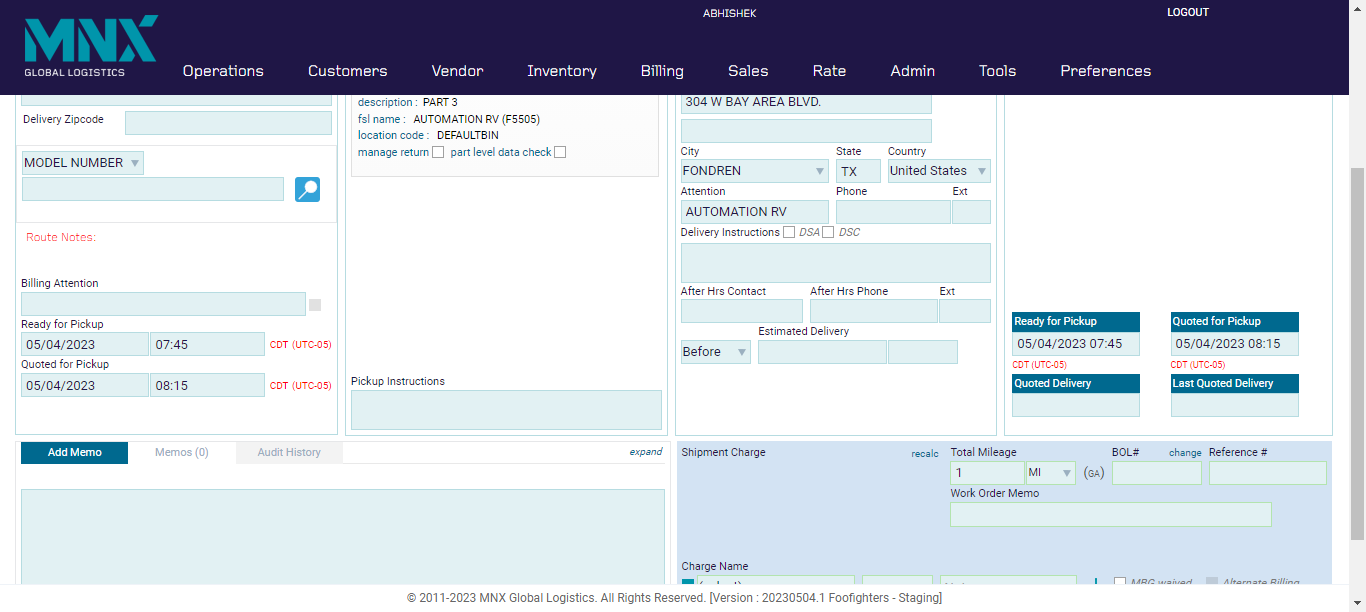 ABHISHEK
LOGOUT
MNX
GLOBAL LOGISTICS
Operations
Customers
Vendor
Inventory
Billing
Sales
Rate
Admin
Tools
Preferences
Delivery Zipcode
MODEL NUMBER
Route Notes:
Billing Attention
Ready for Pickup
05/04/2023 07:45 CDT (UTC-05)
Quoted for Pickup
05/04/2023 08:15 CDT (UTC-05)
description : PART 3
fsl name : AUTOMATION RV (F5505)
location code : DEFAULTBIN
manage return part level data check
Pickup Instructions
304 W BAY AREA BLVD.
City State Country
FONDREN TX United States
Attention Phone Ext
AUTOMATION RV
Delivery Instructions DSA DSC
After Hrs Contact After Hrs Phone Ext
Estimated Delivery
Before
Ready for Pickup Quoted for Pickup
05/04/2023 07:45 05/04/2023 08:15
CDT (UTC-05) CDT (UTC-05)
Quoted Delivery Last Quoted Delivery
Add Memo Memos (0) Audit History expand
Shipment Charge recalc Total Mileage BOL# change Reference #
1 MI (GA)
Work Order Memo
Charge Name
MBG waived Alternate Billing
© 2011-2023 MNX Global Logistics. All Rights Reserved. [Version : 20230504.1 Foofighters - Staging]